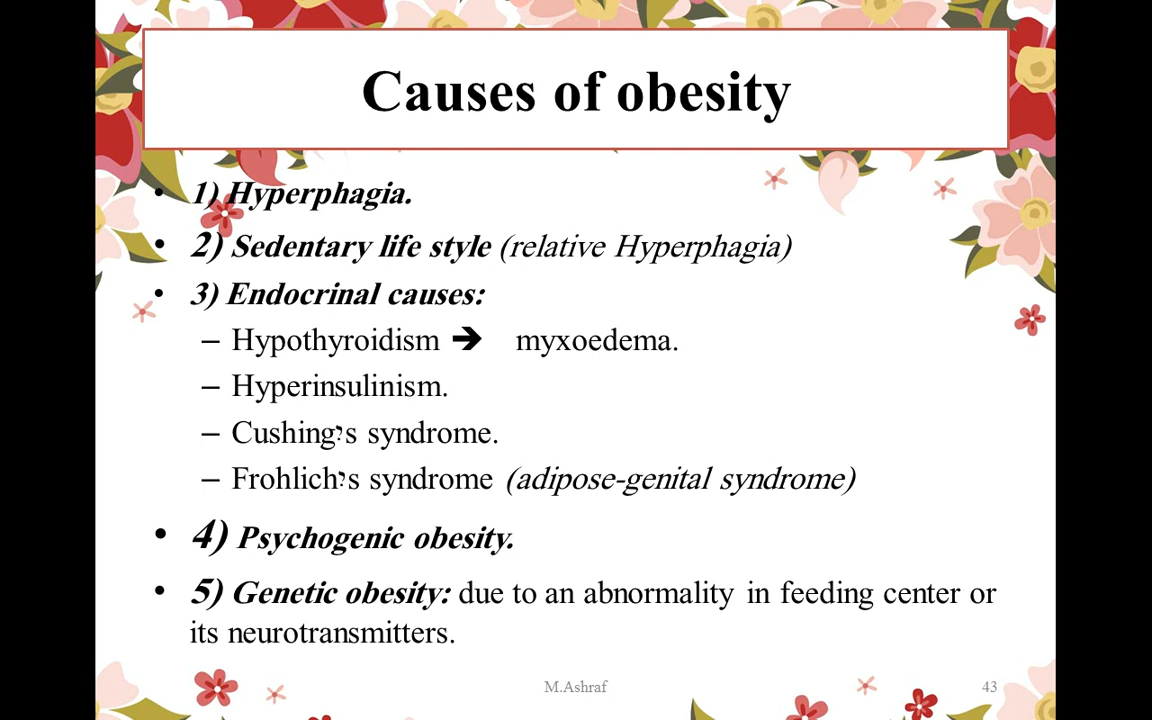 Causes of obesity
• 1) Hyperphagia.
• 2) Sedentary life style (relative Hyperphagia)
• 3) Endocrinal causes:
– Hypothyroidism ➔ myxoedema.
– Hyperinsulinism.
– Cushing՚s syndrome.
– Frohlich՚s syndrome (adipose-genital syndrome)
• 4) Psychogenic obesity.
• 5) Genetic obesity: due to an abnormality in feeding center or
its neurotransmitters.
M.Ashraf 43